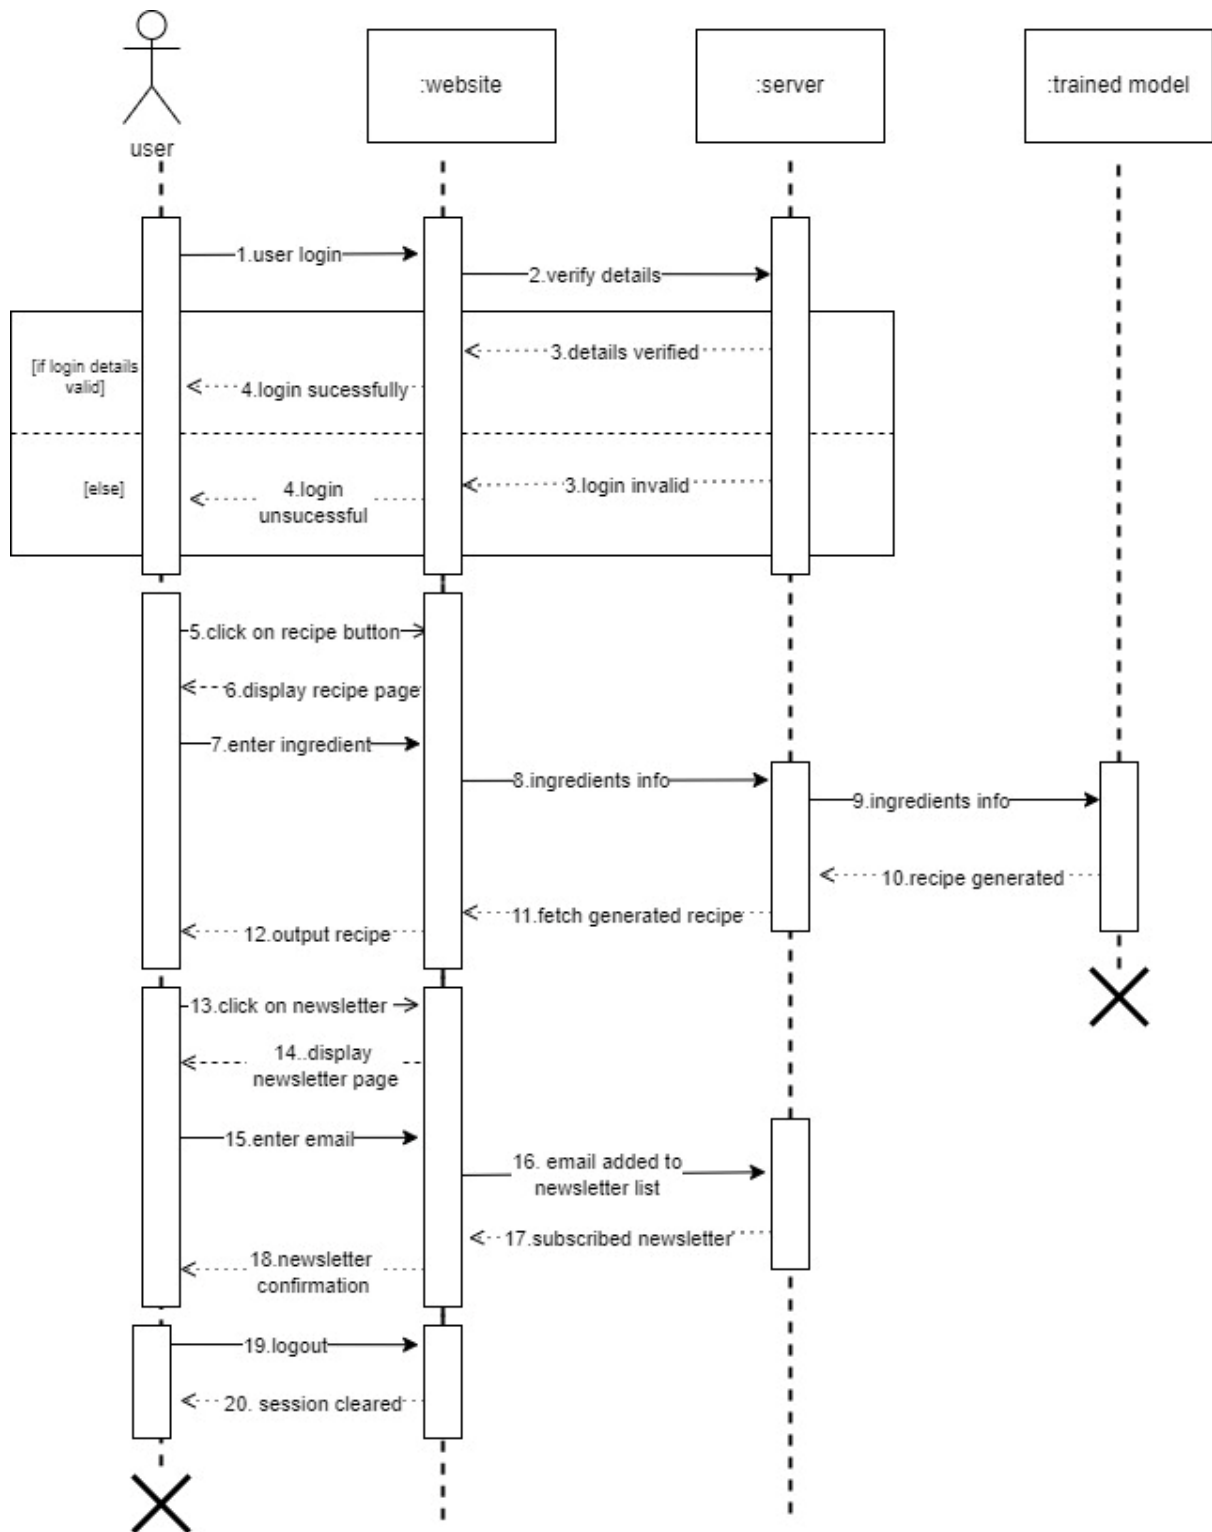 user
:website
:server
:trained model
1.user login
2.verify details
[if login details
valid]
3.details verified
4.login sucessfully
[else]
3.login invalid
4.login
unsucessful
5.click on recipe button
6.display recipe page
7.enter ingredient
8.ingredients info
9.ingredients info
10.recipe generated
11.fetch generated recipe
12.output recipe
13.click on newsletter
14..display
newsletter page
15.enter email
16. email added to
newsletter list
17.subscribed newsletter
18.newsletter
confirmation
19.logout
20. session cleared